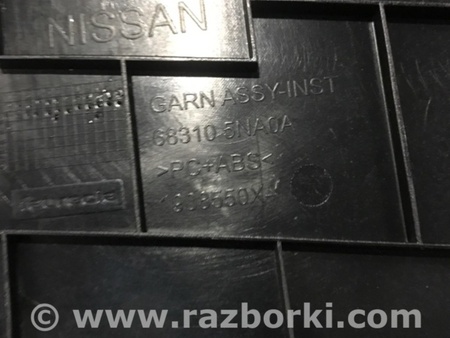 NISSAN
GARN ASSY-INST
68310-5NA0A
>PC+ABS<
© www.razborki.com